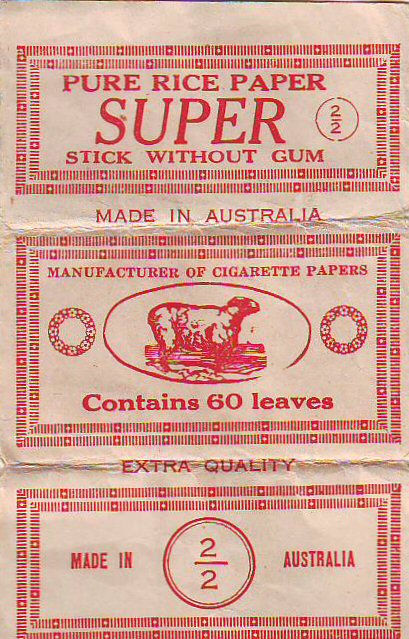 PURE RICE PAPER
SUPER
2/2
STICK WITHOUT GUM
MADE IN AUSTRALIA
MANUFACTURER OF CIGARETTE PAPERS
Contains 60 leaves
EXTRA QUALITY
MADE IN 2/2 AUSTRALIA